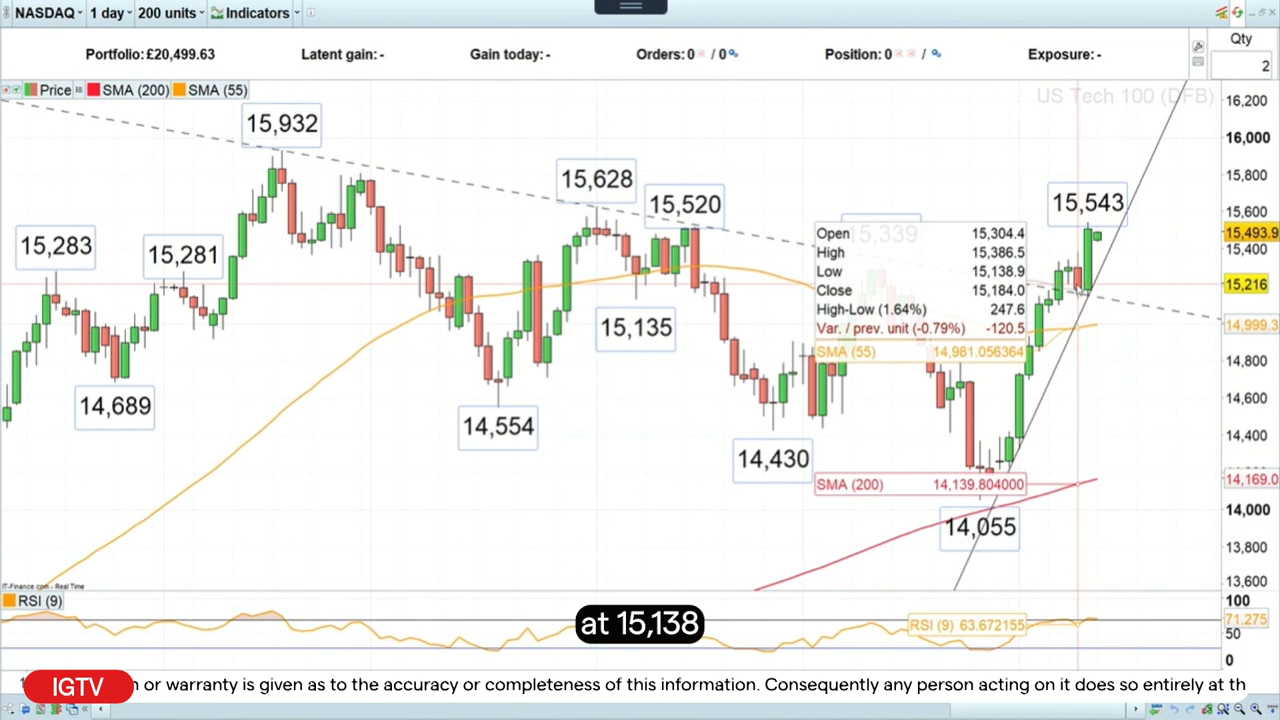 NASDAQ 1 day 200 units Indicators
Portfolio:£20,499.63 Latent gain:- Gain today:- Orders:0 / 0 Position:0 / Exposure:-
Qty
2
Price SMA (200) SMA (55)
US Tech 100 (DFB)
15,932
15,628
15,520
15,543
15,283
15,281
15,339
Open 15,304.4
High 15,386.5
Low 15,138.9
Close 15,184.0
High-Low (1.64%) 247.6
Var. / prev. unit (-0.79%) -120.5
SMA (55) 14,981.056364
15,135
14,689
14,554
14,430
SMA (200) 14,139.804000
14,055
16,200
16,000
15,800
15,600
15,493.9
15,400
15,216
14,999.3
14,800
14,600
14,400
14,169.0
14,000
13,800
13,600
IT-Finance.com - Real Time
RSI (9)
RSI (9) 63.672155
100
71.275
50
0
at 15,138
IGTV
or warranty is given as to the accuracy or completeness of this information. Consequently any person acting on it does so entirely at th